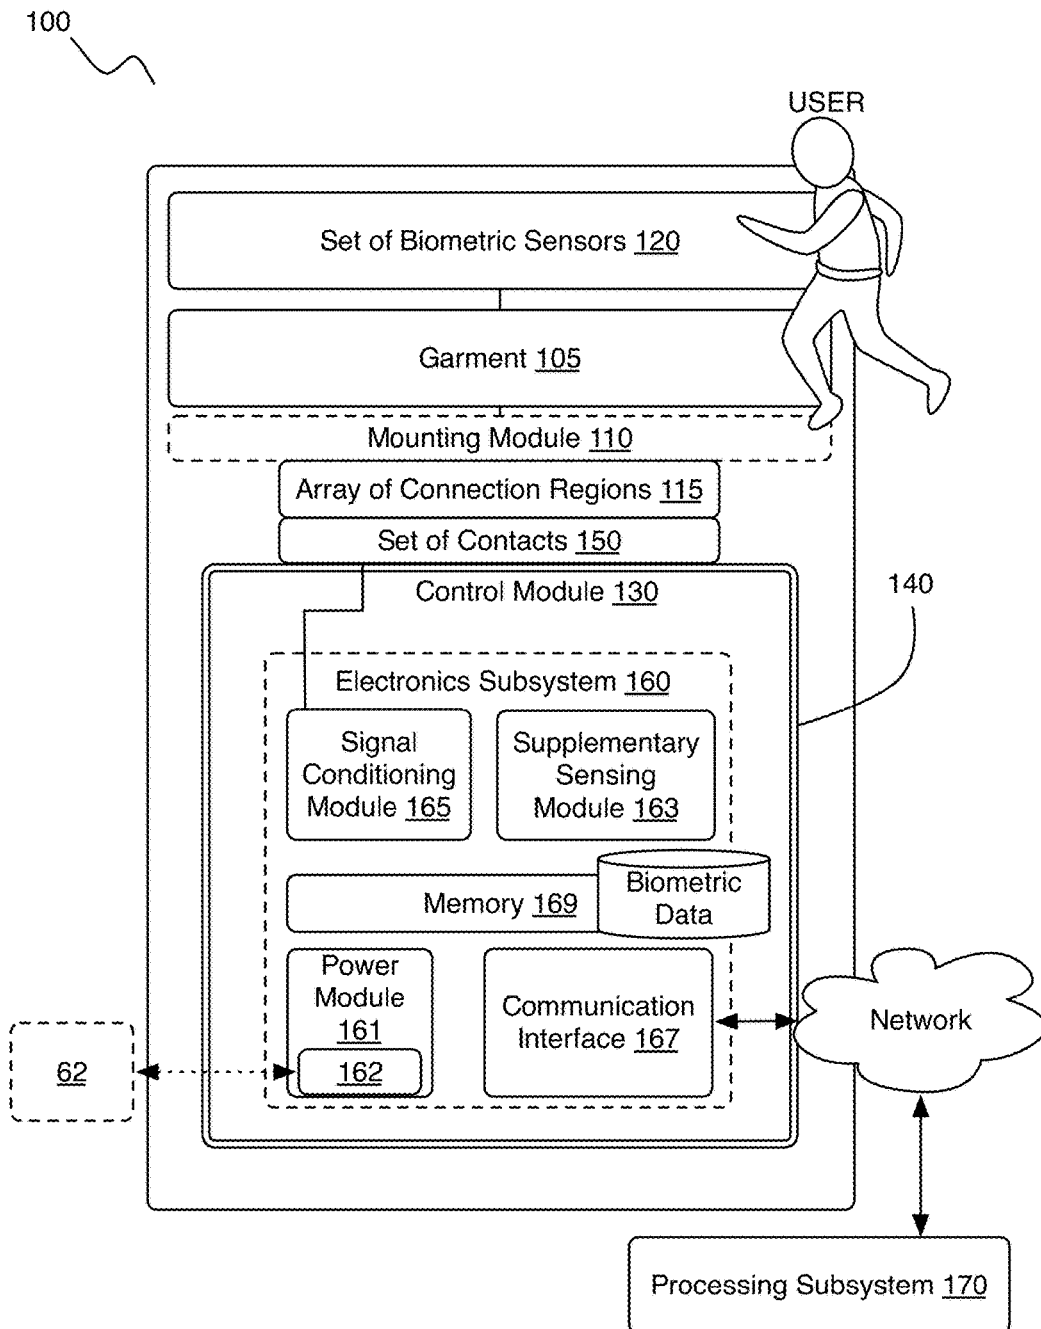 100
USER
Set of Biometric Sensors 120
Garment 105
Mounting Module 110
Array of Connection Regions 115
Set of Contacts 150
Control Module 130
140
Electronics Subsystem 160
Signal
Conditioning
Module 165
Supplementary
Sensing
Module 163
Memory 169
Biometric
Data
Power
Module
161
162
Communication
Interface 167
Network
62
Processing Subsystem 170